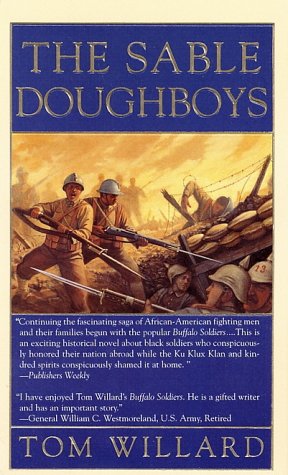 THE SABLE
DOUGHBOYS
"Continuing the fascinating saga of African-American fighting men
and their families begun with the popular Buffalo Soldiers....This is
an exciting historical novel about black soldiers who conspicuous-
ly honored their nation abroad while the Ku Klux Klan and kin-
dred spirits conspicuously shamed it at home. "
—Publishers Weekly
"I have enjoyed Tom Willard's Buffalo Soldiers. He is a gifted writer
and has an important story."
—General William C. Westmoreland, U.S. Army, Retired
TOM WILLARD
13